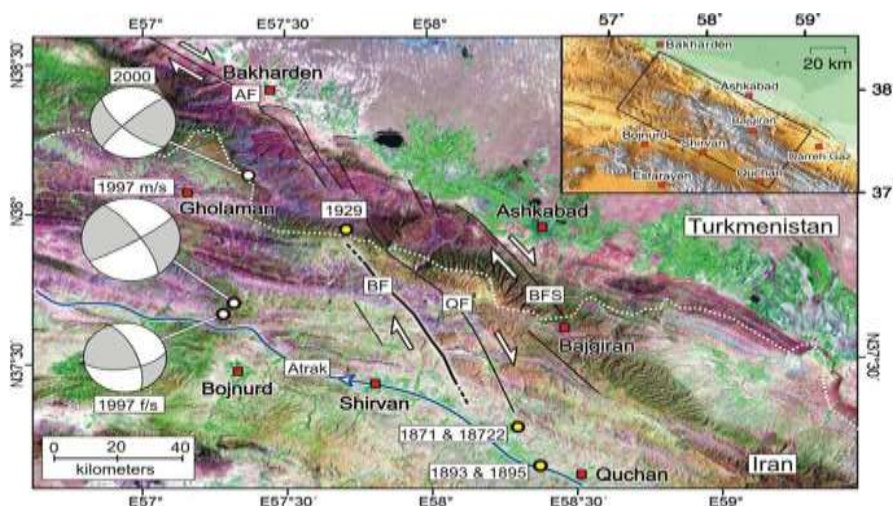 E57° E57°30' E58°
57° 58° 59°
N38°30'
2000
Bakharden
AF
Bakharden
20 km
Ashkabad
38
Bajgiran
Bojnurd
Shirvan
Darreh Gaz
Quchan
Esfarayen
37
1997 m/s
Gholaman
N38°
1929
Ashkabad
Turkmenistan
BF
QF
BFS
Bajgiran
N37°30'
N37°30'
Atrak
Bojnurd
Shirvan
1997 f/s
1871 & 18722
0 20 40
kilometers
1893 & 1895
Quchan
Iran
E57° E57°30' E58° E58°30' E59°